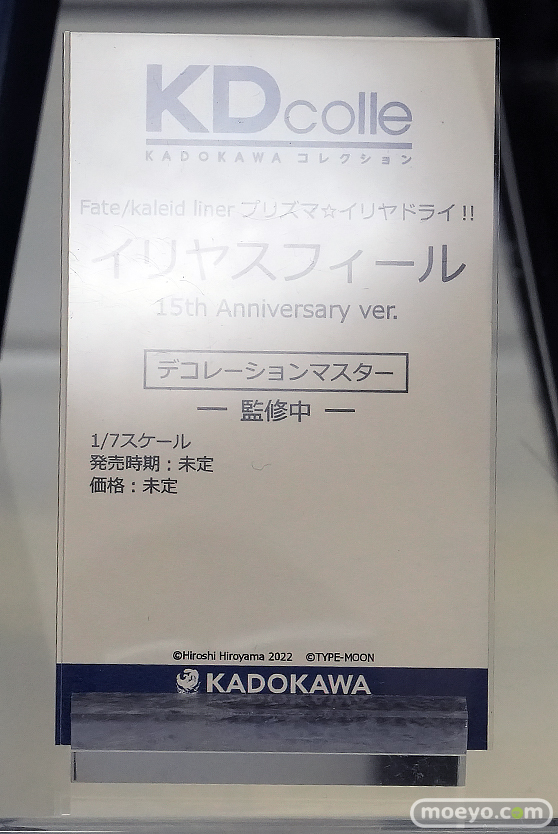 KDcolle
KADOKAWA コレクション
Fate/kaleid liner プリズマ☆イリヤドライ!!
イリヤスフィール
15th Anniversary ver.
デコレーションマスター
― 監修中 ―
1/7スケール
発売時期：未定
価格：未定
©Hiroshi Hiroyama 2022 ©TYPE-MOON
KADOKAWA
moeyo.com